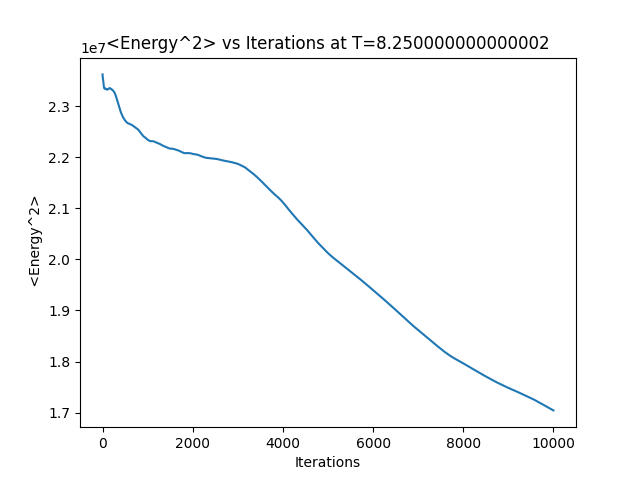 1e7
<Energy^2> vs Iterations at T=8.250000000000002
2.3
2.2
2.1
2.0
1.9
1.8
1.7
<Energy^2>
0 2000 4000 6000 8000 10000
Iterations